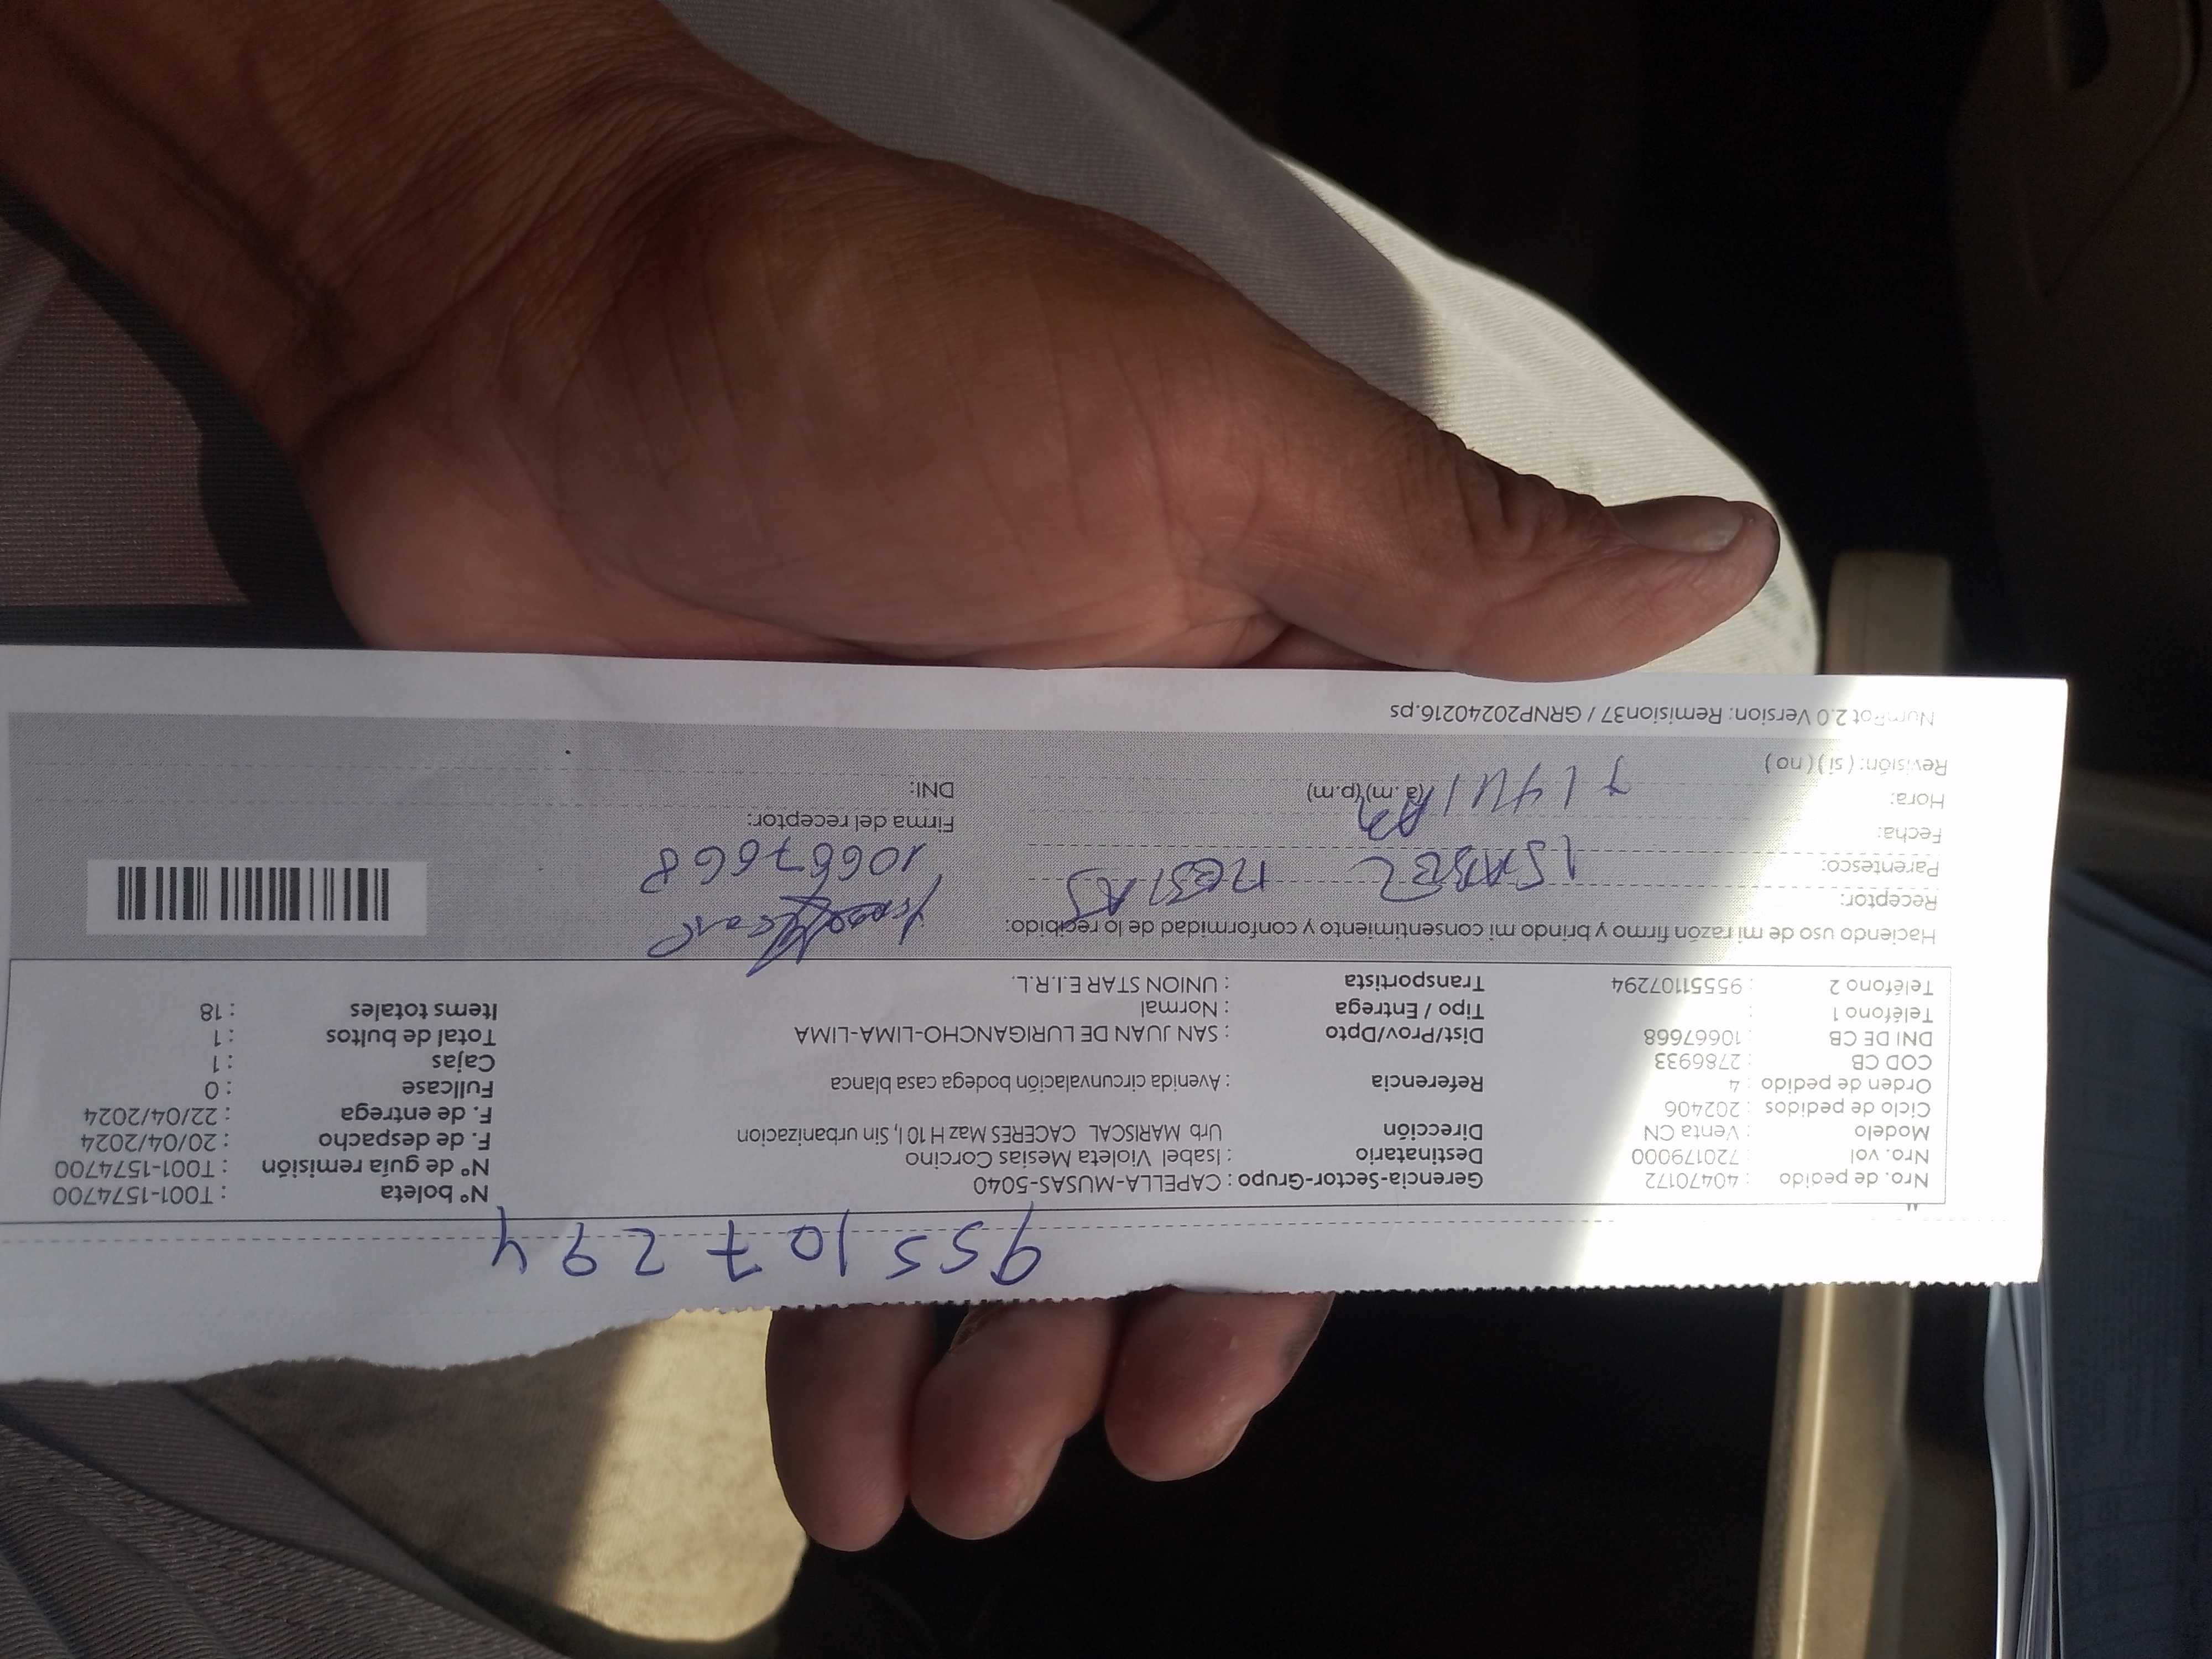 955107294
Nro. de pedido : 40470172 Gerencia-Sector-Grupo : CAPELLA-MUSAS-5040 Nº boleta : T001-1574700
Nro. vol : 720179000 Destinatario : Isabel Violeta Mesias Corcino Nº de guía remisión : T001-1574700
Modelo : Venta CN Dirección Urb MARISCAL CACERES Maz H 10 I, Sin urbanizacion F. de despacho : 20/04/2024
Ciclo de pedidos : 202406 F. de entrega : 22/04/2024
Orden de pedido : 4 Referencia : Avenida circunvalación bodega casa blanca Fullcase : 0
COD CB : 2786933 Cajas : 1
DNI DE CB : 10667668 Dist/Prov/Dpto : SAN JUAN DE LURIGANCHO-LIMA-LIMA Total de bultos : 1
Teléfono 1 : Tipo / Entrega : Normal Items totales : 18
Teléfono 2 : 95551107294 Transportista : UNION STAR E.I.R.L.
Haciendo uso de mi razón firmo y brindo mi consentimiento y conformidad de lo recibido:
Receptor:
Parentesco: ISABEL MESIAS 10667668
Fecha:
Firma del receptor:
Hora: (a.m) (p.m) DNI:
Revisión: ( si ) ( no )
2.0 Version: Remision37 / GRNP20240216.ps